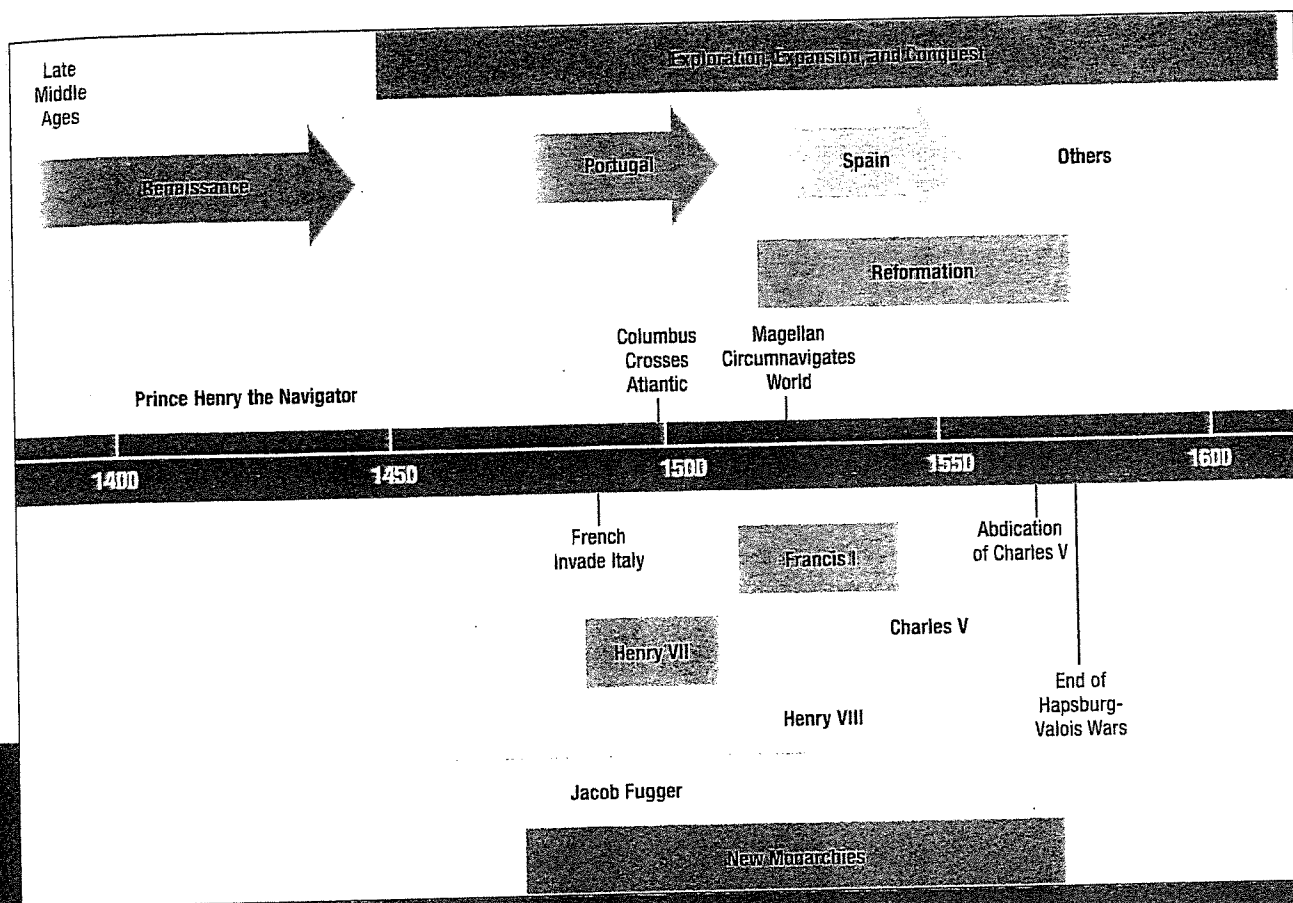 Exploration, Expansion, and Conquest
Late
Middle
Ages
Renaissance
Portugal
Spain
Others
Reformation
Columbus
Crosses
Atlantic
Magellan
Circumnavigates
World
Prince Henry the Navigator
1400
1450
1500
1550
1600
French
Invade Italy
Francis I
Abdication
of Charles V
Charles V
Henry VII
End of
Hapsburg-
Valois Wars
Henry VIII
Jacob Fugger
New Monarchies